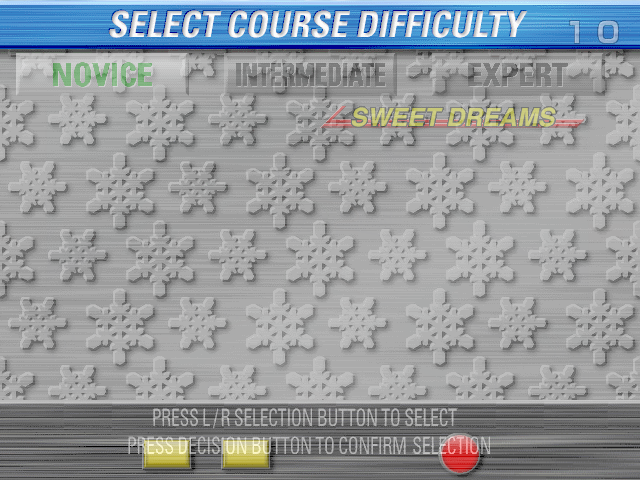 SELECT COURSE DIFFICULTY 10
NOVICE INTERMEDIATE EXPERT
SWEET DREAMS
PRESS L/R SELECTION BUTTON TO SELECT
PRESS DECISION BUTTON TO CONFIRM SELECTION